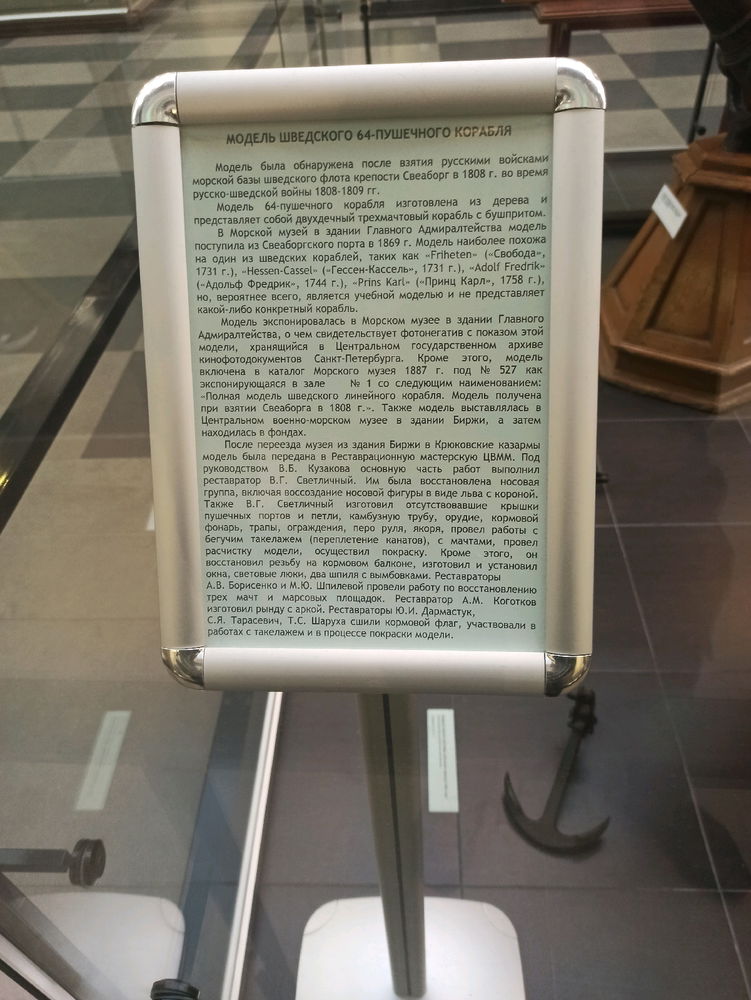 МОДЕЛЬ ШВЕДСКОГО 64-ПУШЕЧНОГО КОРАБЛЯ
Модель была обнаружена после взятия русскими войсками
морской базы шведского флота крепости Свеаборг в 1808 г. во время
русско-шведской войны 1808-1809 гг.
Модель 64-пушечного корабля изготовлена из дерева и
представляет собой двухдечный трехмачтовый корабль с бушпритом.
В Морской музей в здании Главного Адмиралтейства модель
поступила из Свеаборгского порта в 1869 г. Модель наиболее похожа
на один из шведских кораблей, таких как «Friheten» («Свобода»,
1731 г.), «Hessen-Cassel» («Гессен-Кассель», 1731 г.), «Adolf Fredrik»
(«Адольф Фредрик», 1744 г.), «Prins Karl» («Принц Карл», 1758 г.),
но, вероятнее всего, является учебной моделью и не представляет
какой-либо конкретный корабль.
Модель экспонировалась в Морском музее в здании Главного
Адмиралтейства, о чем свидетельствует фотонегатив с показом этой
модели, хранящийся в Центральном государственном архиве
кинофотодокументов Санкт-Петербурга. Кроме этого, модель
включена в каталог Морского музея 1887 г. под № 527 как
экспонирующаяся в зале № 1 со следующим наименованием:
«Полная модель шведского линейного корабля. Модель получена
при взятии Свеаборга в 1808 г.». Также модель выставлялась в
Центральном военно-морском музее в здании Биржи, а затем
находилась в фондах.
После переезда музея из здания Биржи в Крюковские казармы
модель была передана в Реставрационную мастерскую ЦВММ. Под
руководством В.Б. Кузакова основную часть работ выполнил
реставратор В.Г. Светличный. Им была восстановлена носовая
группа, включая воссоздание носовой фигуры в виде льва с короной.
Также В.Г. Светличный изготовил отсутствовавшие крышки
пушечных портов и петли, камбузную трубу, орудие, кормовой
фонарь, трапы, ограждения, перо руля, якоря, провел работы с
бегучим такелажем (переплетение канатов), с мачтами, провел
расчистку модели, осуществил покраску. Кроме этого, он
восстановил резьбу на кормовом балконе, изготовил и установил
окна, световые люки, два шпиля с вымбовками. Реставраторы
А.В. Борисенко и М.Ю. Шпилевой провели работу по восстановлению
трех мачт и марсовых площадок. Реставратор А.М. Коготков
изготовил рынду с аркой. Реставраторы Ю.И. Дармастук,
С.Я. Тарасевич, Т.С. Шаруха сшили кормовой флаг, участвовали в
работах с такелажем и в процессе покраски модели.